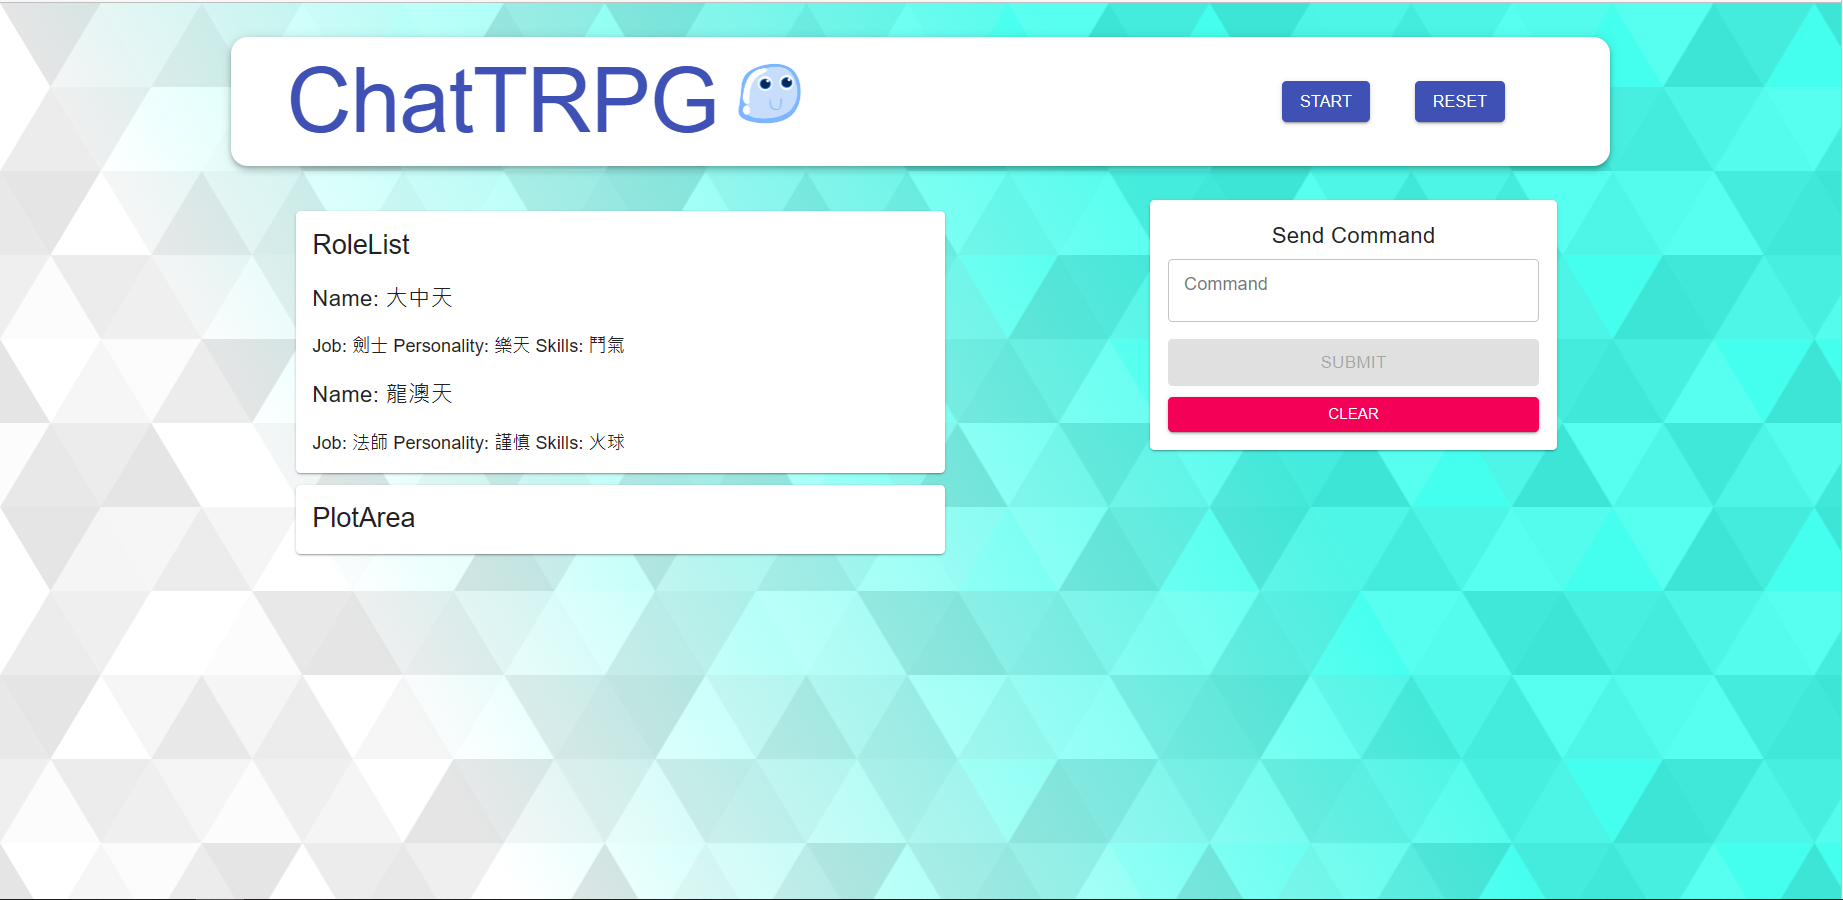 ChatTRPG
START
RESET
RoleList
Name: 大中天
Job: 劍士 Personality: 樂天 Skills: 鬥氣
Name: 龍澳天
Job: 法師 Personality: 謹慎 Skills: 火球
PlotArea
Send Command
Command
SUBMIT
CLEAR